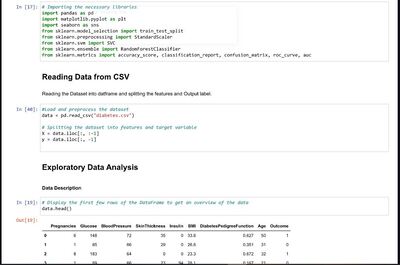 In [17]: # Importing the necessary libraries
import pandas as pd
import matplotlib.pyplot as plt
import seaborn as sns
from sklearn.model_selection import train_test_split
from sklearn.preprocessing import StandardScaler
from sklearn.svm import SVC
from sklearn.ensemble import RandomForestClassifier
from sklearn.metrics import accuracy_score, classification_report, confusion_matrix, roc_curve, auc
Reading Data from CSV
Reading the Dataset into datframe and splitting the features and Output label.
In [40]: #Load and preprocess the dataset
data = pd.read_csv("diabetes.csv")
# Splitting the dataset into features and target variable
X = data.iloc[:, :-1]
y = data.iloc[:, -1]
Exploratory Data Analysis
Data Description
In [19]: # Display the first few rows of the DataFrame to get an overview of the data
data.head()
Out[19]:
Pregnancies Glucose BloodPressure SkinThickness Insulin BMI DiabetesPedigreeFunction Age Outcome
0 6 148 72 35 0 33.6 0.627 50 1
1 1 85 66 29 0 26.6 0.351 31 0
2 8 183 64 0 0 23.3 0.672 32 1
3 1 89 66 23 94 28.1 0.167 21 0